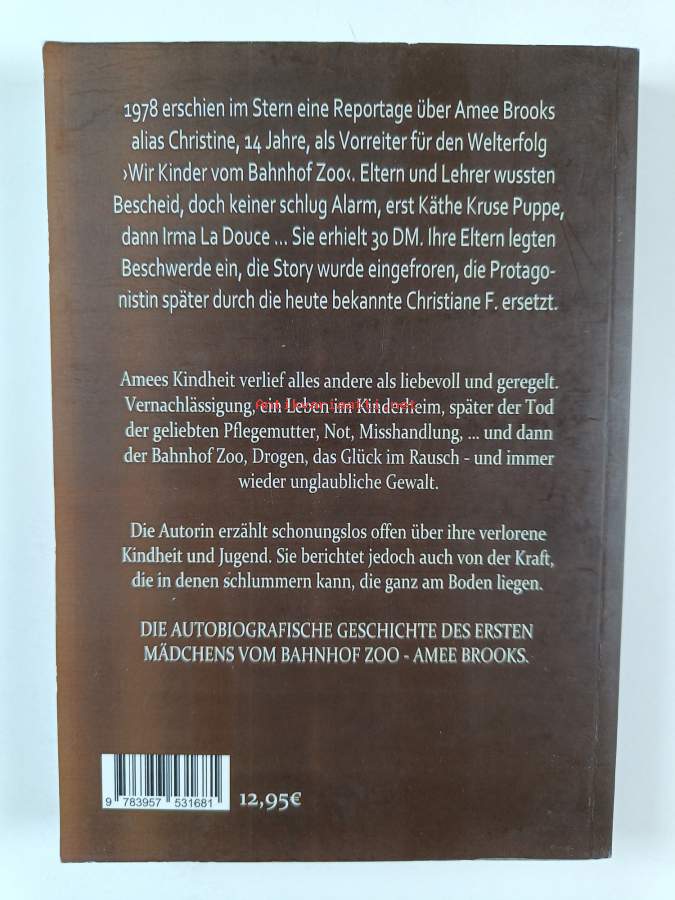 1978 erschien im Stern eine Reportage über Amee Brooks
alias Christine, 14 Jahre, als Vorreiter für den Welterfolg
›Wir Kinder vom Bahnhof Zoo‹. Eltern und Lehrer wussten
Bescheid, doch keiner schlug Alarm, erst Käthe Kruse Puppe,
dann Irma La Douce ... Sie erhielt 30 DM. Ihre Eltern legten
Beschwerde ein, die Story wurde eingefroren, die Protago-
nistin später durch die heute bekannte Christiane F. ersetzt.
Amees Kindheit verlief alles andere als liebevoll und geregelt.
Vernachlässigung, ein Leben im Kinderheim, später der Tod
der geliebten Pflegemutter, Not, Misshandlung, ... und dann
der Bahnhof Zoo, Drogen, das Glück im Rausch - und immer
wieder unglaubliche Gewalt.
Die Autorin erzählt schonungslos offen über ihre verlorene
Kindheit und Jugend. Sie berichtet jedoch auch von der Kraft,
die in denen schlummern kann, die ganz am Boden liegen.
DIE AUTOBIOGRAFISCHE GESCHICHTE DES ERSTEN
MÄDCHENS VOM BAHNHOF ZOO - AMEE BROOKS.
9 783957 531681
12,95€